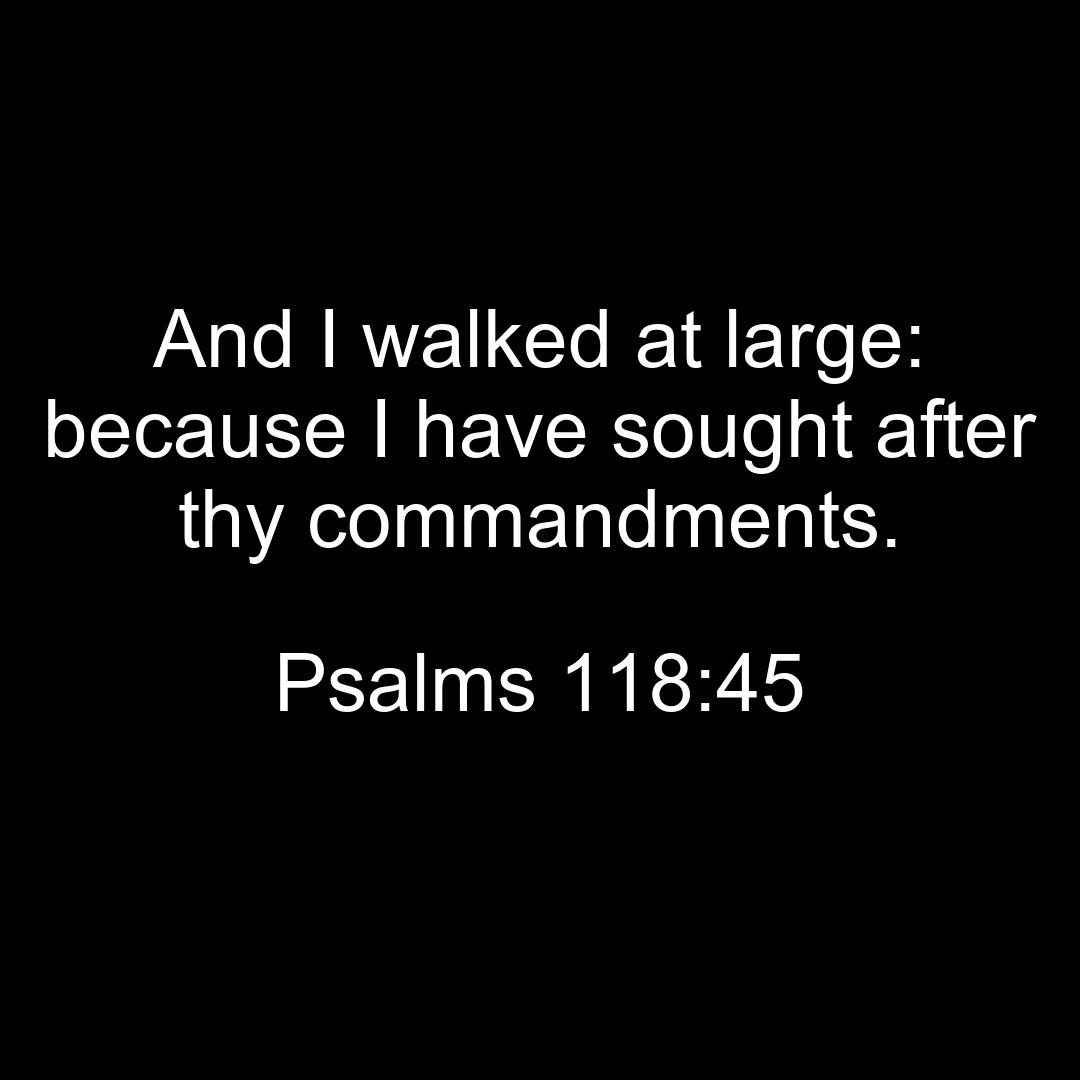 And I walked at large:
because I have sought after
thy commandments.
Psalms 118:45